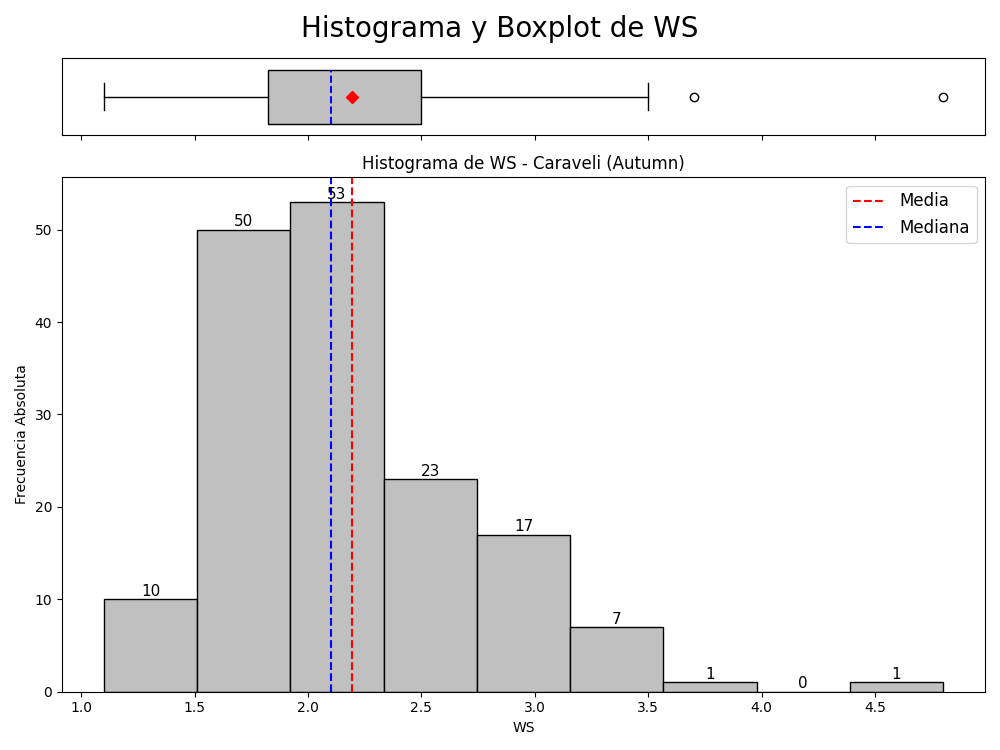 Histograma y Boxplot de WS
Histograma de WS - Caraveli (Autumn)
Media
Mediana
53
50
23
17
10
7
1
0
1
Frecuencia Absoluta
50
40
30
20
10
0
1.0 1.5 2.0 2.5 3.0 3.5 4.0 4.5
WS